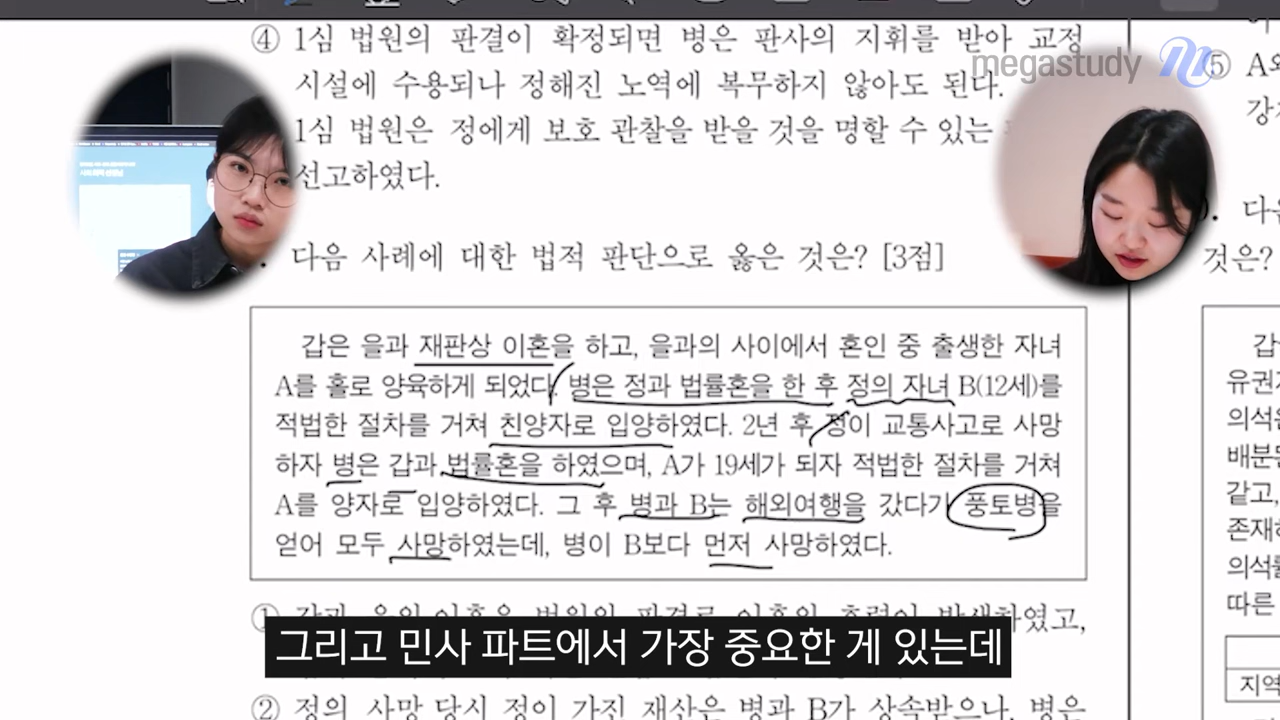 ④ 1심 법원의 판결이 확정되면 병은 판사의 지휘를 받아 교정
시설에 수용되나 정해진 노역에 복무하지 않아도 된다.
1심 법원은 정에게 보호 관찰을 받을 것을 명할 수 있는
선고하였다.
다음 사례에 대한 법적 판단으로 옳은 것은? [3점]
갑은 을과 재판상 이혼을 하고, 을과의 사이에서 혼인 중 출생한 자녀
A를 홀로 양육하게 되었다. 병은 정과 법률혼을 한 후 정의 자녀 B(12세)를
적법한 절차를 거쳐 친양자로 입양하였다. 2년 후 정이 교통사고로 사망
하자 병은 갑과 법률혼을 하였으며, A가 19세가 되자 적법한 절차를 거쳐
A를 양자로 입양하였다. 그 후 병과 B는 해외여행을 갔다가 풍토병을
얻어 모두 사망하였는데, 병이 B보다 먼저 사망하였다.
①
그리고 민사 파트에서 가장 중요한 게 있는데
② 정의 사망 당시 정이 가진 재산은 병과 B가 상속받으나, 병은
megastudy
⑤ A와
강
다음
것은?
갑
유권
의석
배분
같고,
존재
의석률
따른
지역